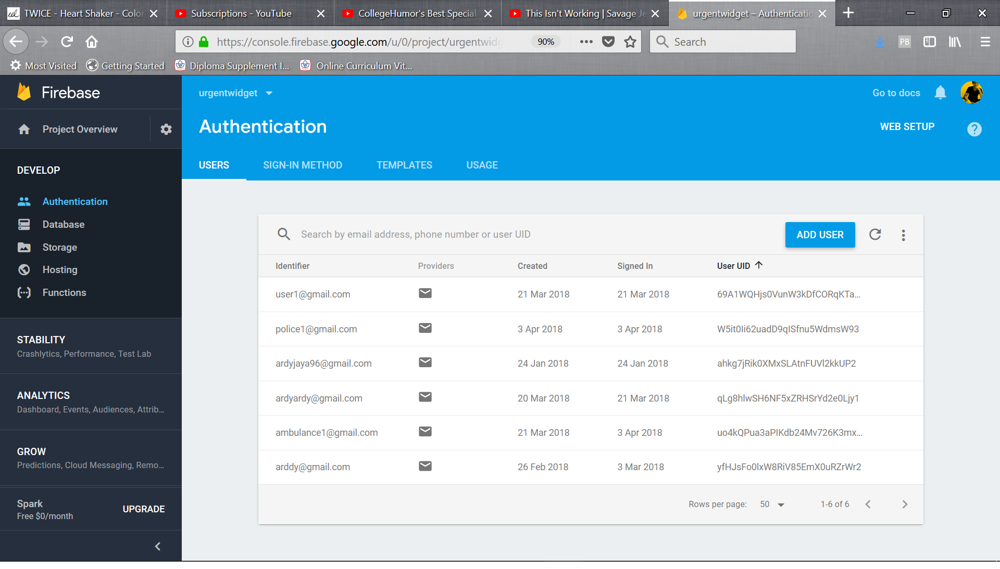 TWICE - Heart Shaker - Color
Subscriptions - YouTube
CollegeHumor's Best Special
This Isn't Working | Savage Je
urgentwidget – Authenticatio
https://console.firebase.google.com/u/0/project/urgentwidg
90%
Search
PB
Most Visited
Getting Started
Diploma Supplement I...
Online Curriculum Vit...
Firebase
Project Overview
DEVELOP
Authentication
Database
Storage
Hosting
Functions
STABILITY
Crashlytics, Performance, Test Lab
ANALYTICS
Dashboard, Events, Audiences, Attrib...
GROW
Predictions, Cloud Messaging, Remo...
Spark
Free $0/month
UPGRADE
urgentwidget
Go to docs
Authentication
WEB SETUP
USERS SIGN-IN METHOD TEMPLATES USAGE
Search by email address, phone number or user UID
ADD USER
Identifier Providers Created Signed In User UID
user1@gmail.com 21 Mar 2018 21 Mar 2018 69A1WQHjs0VunW3kDfCORqKTa...
police1@gmail.com 3 Apr 2018 3 Apr 2018 W5it0Ii62uadD9qISfnu5WdmsW93
ardyjaya96@gmail.com 24 Jan 2018 24 Jan 2018 ahkg7jRik0XMxSLAtnFUVl2kkUP2
ardyardy@gmail.com 20 Mar 2018 21 Mar 2018 qLg8hlwSH6NF5xZRHSrYd2e0Ljy1
ambulance1@gmail.com 21 Mar 2018 3 Apr 2018 uo4kQPua3aPIKdb24Mv726K3mx...
arddy@gmail.com 26 Feb 2018 3 Mar 2018 yfHJsFo0lxW8RiV85EmX0uRZrWr2
Rows per page: 50 1-6 of 6